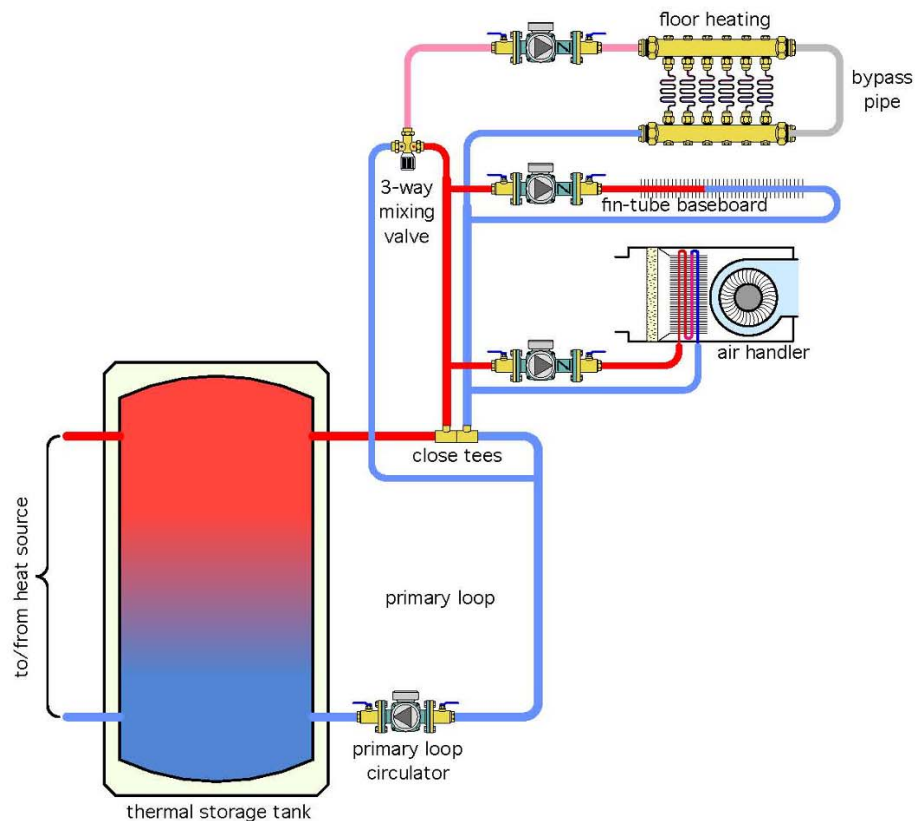 floor heating
bypass
pipe
3-way
mixing
valve
fin-tube baseboard
air handler
close tees
to/from heat source
primary loop
primary loop
circulator
thermal storage tank